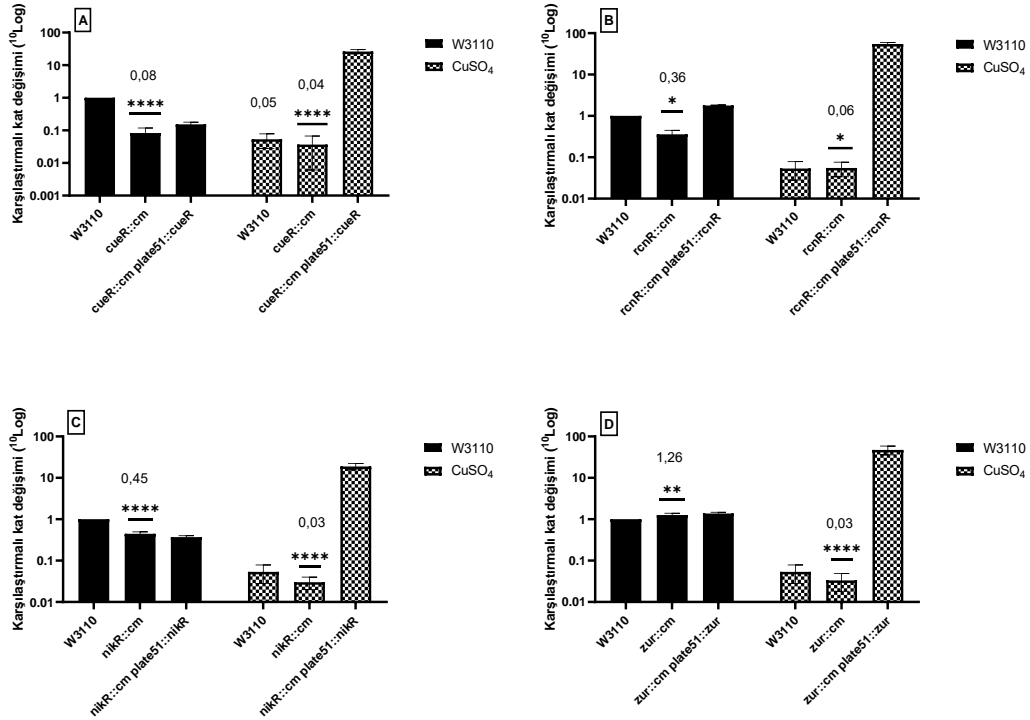 A
Karşılaştırmalı kat değişimi (¹⁰Log)
100
10
1
0.1
0.01
0.001
0,08
****
0,05
0,04
****
W3110
CuSO₄
W3110
cueR::cm
cueR::cm plate51::cueR
W3110
cueR::cm
cueR::cm plate51::cueR
B
Karşılaştırmalı kat değişimi (¹⁰Log)
100
10
1
0.1
0.01
0,36
*
0,06
*
W3110
CuSO₄
W3110
rcnR::cm
rcnR::cm plate51::rcnR
W3110
rcnR::cm
rcnR::cm plate51::rcnR
C
Karşılaştırmalı kat değişimi (¹⁰Log)
100
10
1
0.1
0.01
0,45
****
0,03
****
W3110
CuSO₄
W3110
nikR::cm
nikR::cm plate51::nikR
W3110
nikR::cm
nikR::cm plate51::nikR
D
Karşılaştırmalı kat değişimi (¹⁰Log)
100
10
1
0.1
0.01
1,26
**
0,03
****
W3110
CuSO₄
W3110
zur::cm
zur::cm plate51::zur
W3110
zur::cm
zur::cm plate51::zur